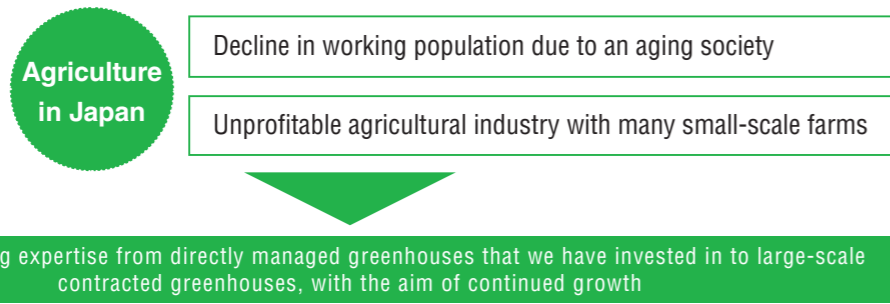 Agriculture
in Japan
Decline in working population due to an aging society
Unprofitable agricultural industry with many small-scale farms
expertise from directly managed greenhouses that we have invested in to large-scale
contracted greenhouses, with the aim of continued growth